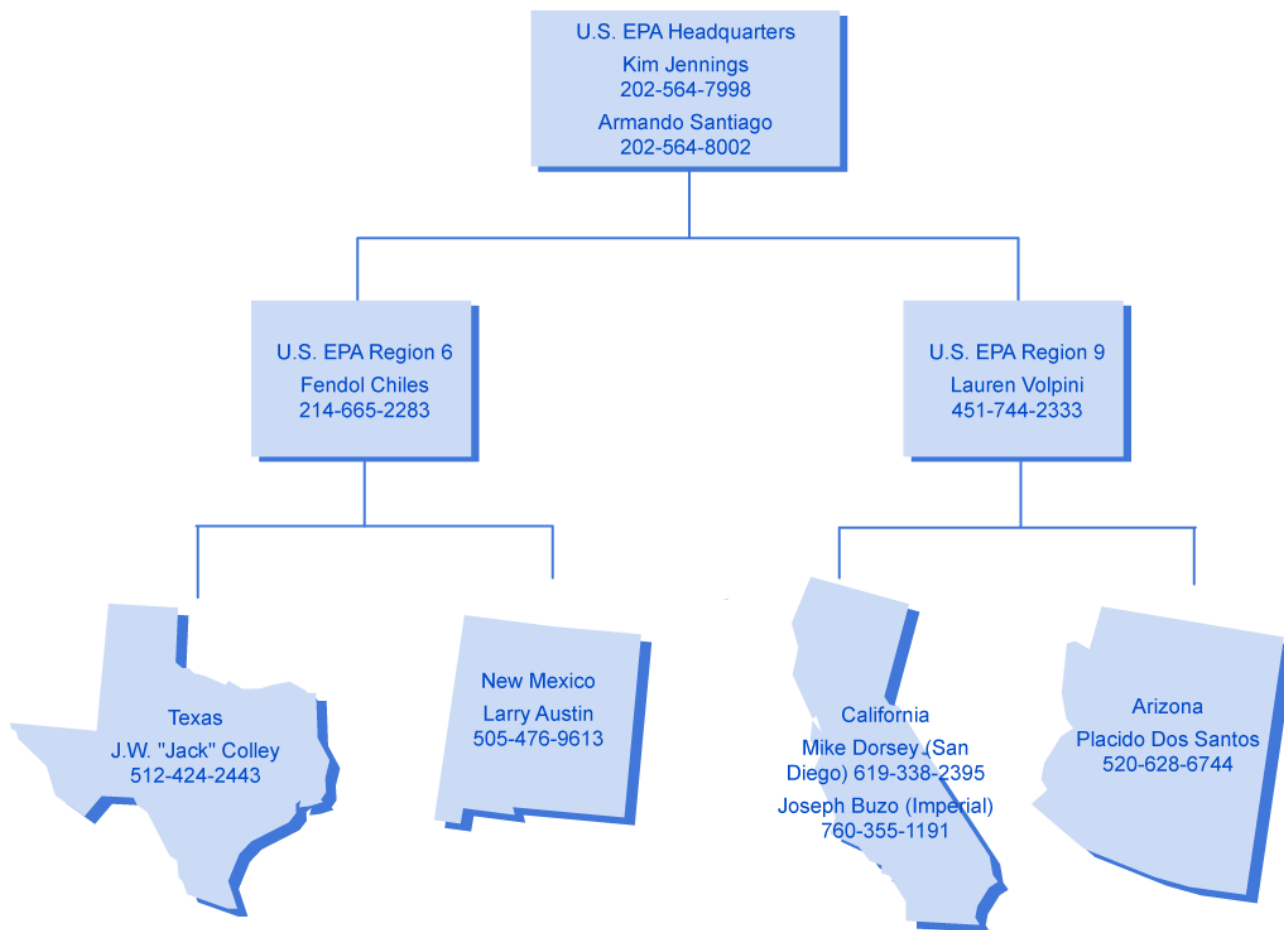 U.S. EPA Headquarters
Kim Jennings
202-564-7998
Armando Santiago
202-564-8002
U.S. EPA Region 6
Fendol Chiles
214-665-2283
U.S. EPA Region 9
Lauren Volpini
451-744-2333
Texas
J.W. "Jack" Colley
512-424-2443
New Mexico
Larry Austin
505-476-9613
California
Mike Dorsey (San
Diego) 619-338-2395
Joseph Buzo (Imperial)
760-355-1191
Arizona
Placido Dos Santos
520-628-6744